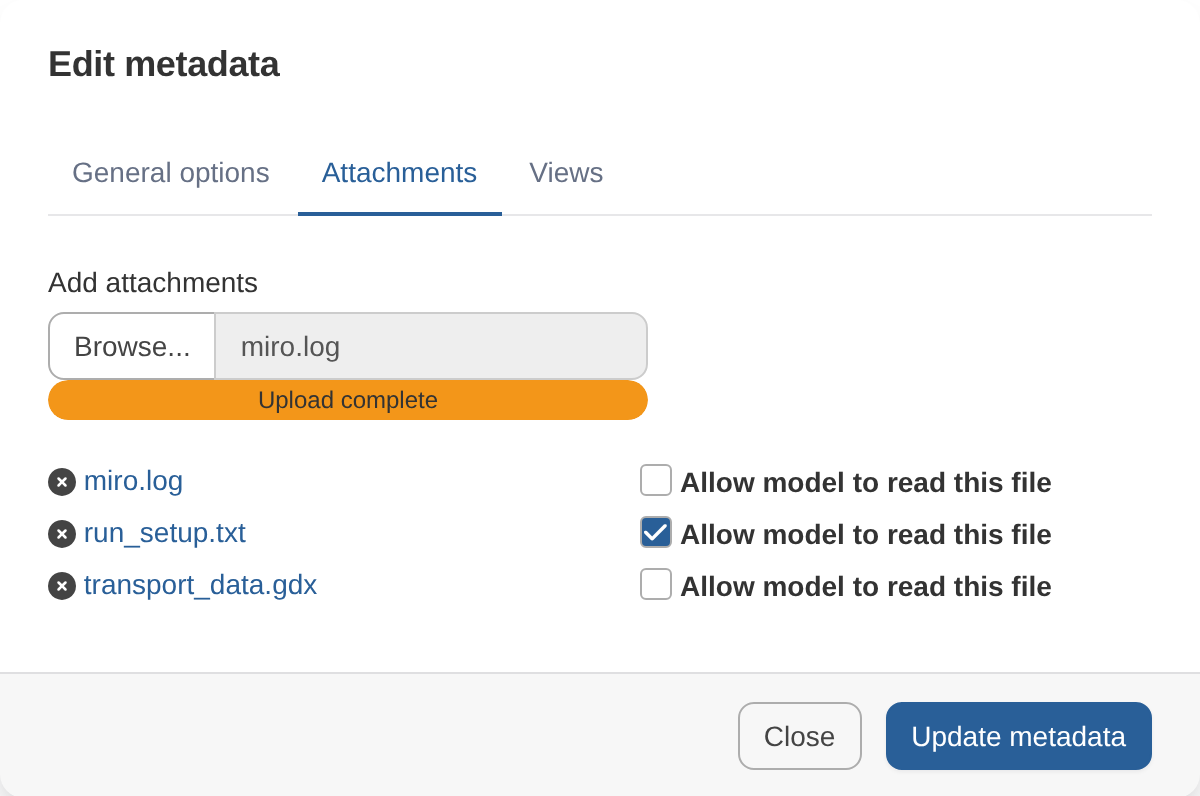 Edit metadata
General options Attachments Views
Add attachments
Browse... miro.log
Upload complete
miro.log Allow model to read this file
run_setup.txt Allow model to read this file
transport_data.gdx Allow model to read this file
Close Update metadata